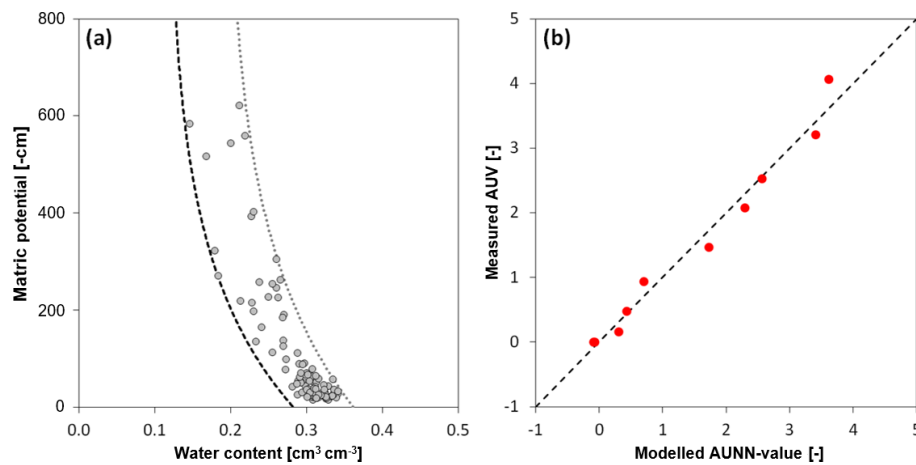 (a)
800
600
400
200
0
Matric potential [-cm]
0.0 0.1 0.2 0.3 0.4 0.5
Water content [cm³ cm⁻³]
(b)
5
4
3
2
1
0
-1
Measured AUV [-]
-1 0 1 2 3 4 5
Modelled AUNN-value [-]